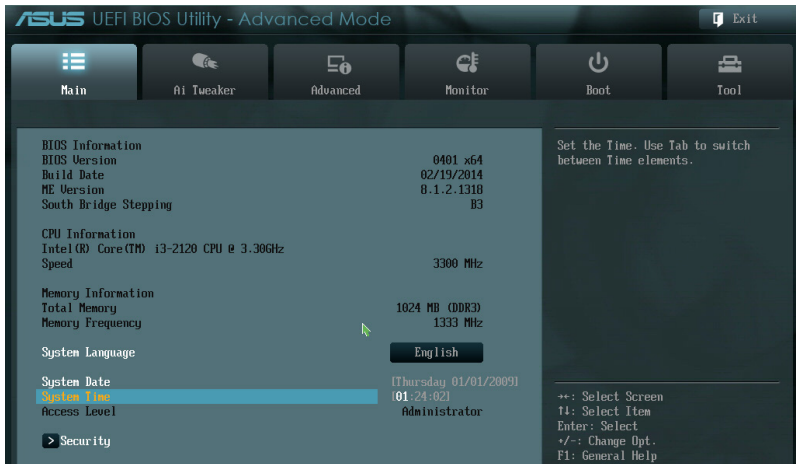 ASUS UEFI BIOS Utility - Advanced Mode
Exit
Main
Ai Tweaker
Advanced
Monitor
Boot
Tool
BIOS Information
BIOS Version 0401 x64
Build Date 02/19/2014
ME Version 8.1.2.1318
South Bridge Stepping B3
CPU Information
Intel(R) Core(TM) i3-2120 CPU @ 3.30GHz
Speed 3300 MHz
Memory Information
Total Memory 1024 MB (DDR3)
Memory Frequency 1333 MHz
System Language English
System Date [Thursday 01/01/2009]
System Time [01:24:02]
Access Level Administrator
> Security
Set the Time. Use Tab to switch
between Time elements.
→←: Select Screen
↑↓: Select Item
Enter: Select
+/-: Change Opt.
F1: General Help